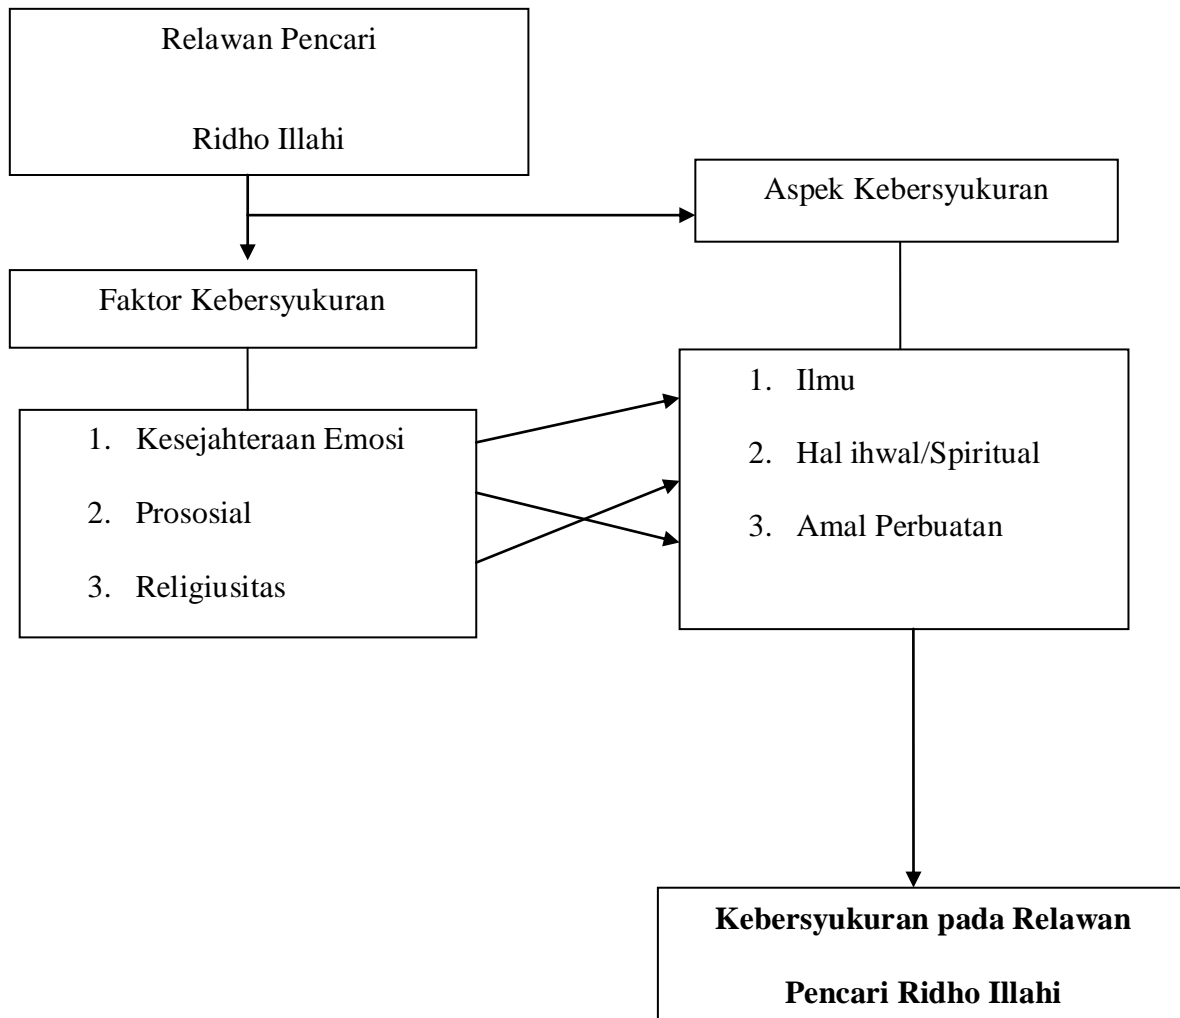 Relawan Pencari
Ridho Illahi
Aspek Kebersyukuran
Faktor Kebersyukuran
1. Kesejahteraan Emosi
2. Prososial
3. Religiusitas
1. Ilmu
2. Hal ihwal/Spiritual
3. Amal Perbuatan
Kebersyukuran pada Relawan
Pencari Ridho Illahi